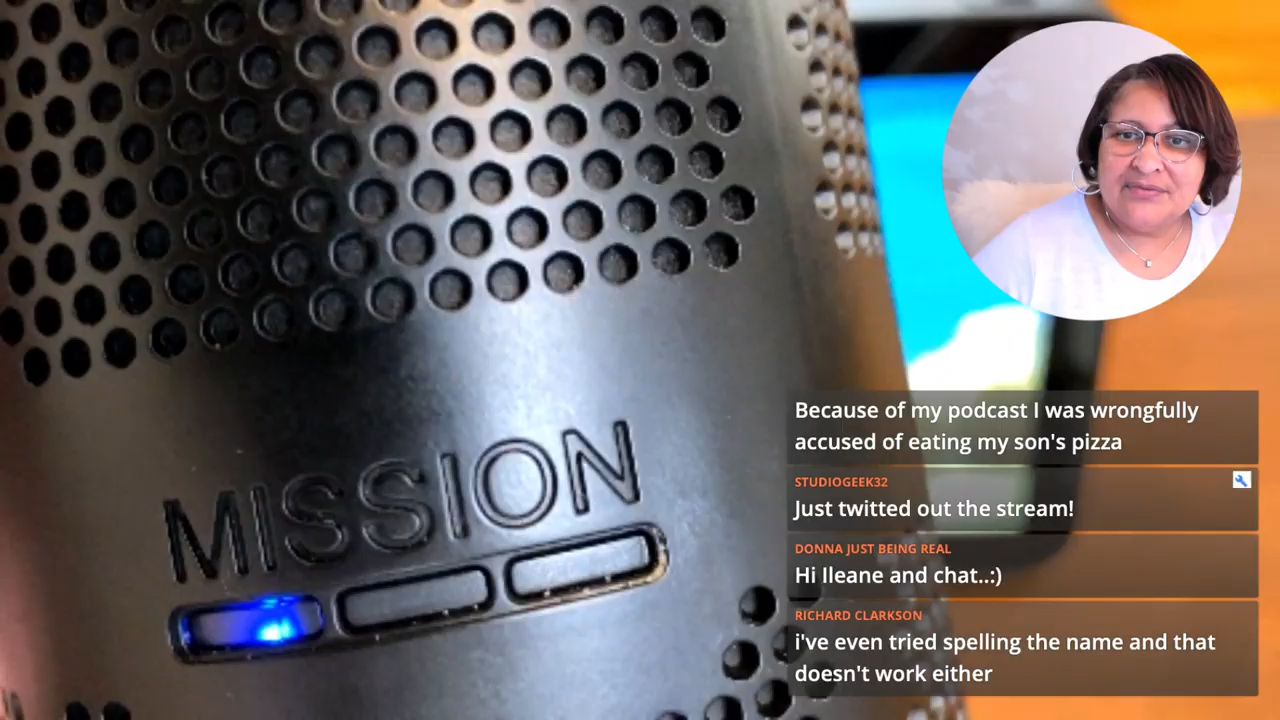 MISSION
Because of my podcast I was wrongfully
accused of eating my son's pizza
STUDIOGEEK32
Just twitted out the stream!
DONNA JUST BEING REAL
Hi Ileane and chat..:)
RICHARD CLARKSON
i've even tried spelling the name and that
doesn't work either